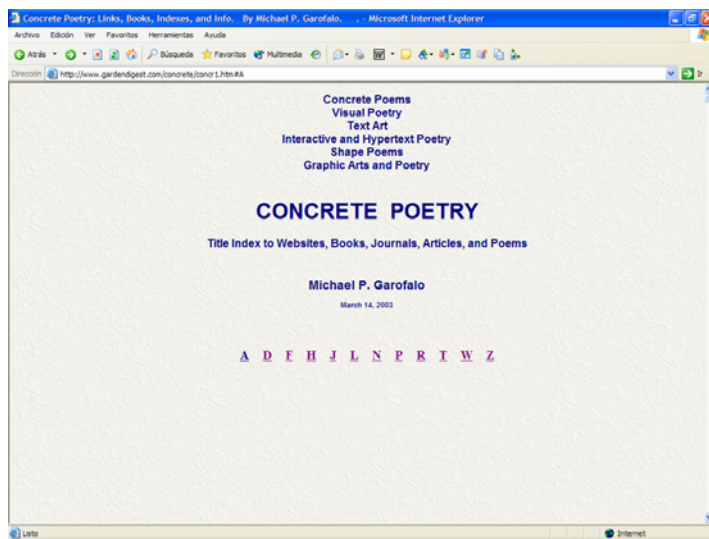 Concrete Poetry: Links, Books, Indexes, and Info. By Michael P. Garofalo. . - Microsoft Internet Explorer
Archivo Edición Ver Favoritos Herramientas Ayuda
Atrás Búsqueda Favoritos Multimedia
Dirección http://www.gardendigest.com/concrete/concr1.htm#A Ir
Concrete Poems
Visual Poetry
Text Art
Interactive and Hypertext Poetry
Shape Poems
Graphic Arts and Poetry
CONCRETE POETRY
Title Index to Websites, Books, Journals, Articles, and Poems
Michael P. Garofalo
March 14, 2003
A D F H J L N P R T W Z
Listo Internet